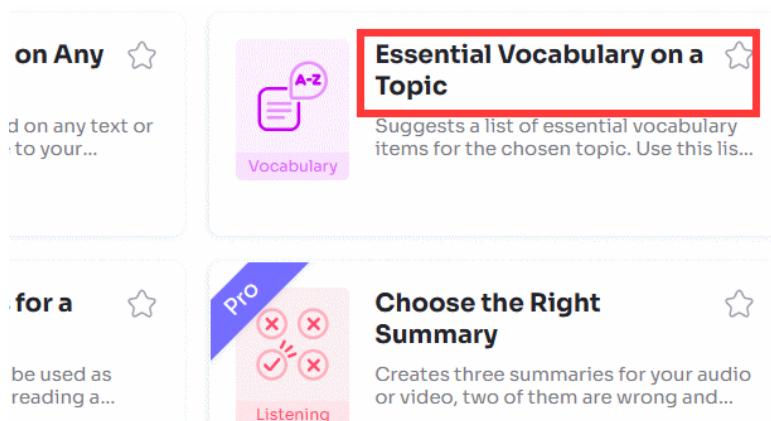 on Any
d on any text or
to your...
A-Z
Vocabulary
Essential Vocabulary on a
Topic
Suggests a list of essential vocabulary
items for the chosen topic. Use this lis...
for a
be used as
reading a...
Pro
Listening
Choose the Right
Summary
Creates three summaries for your audio
or video, two of them are wrong and...